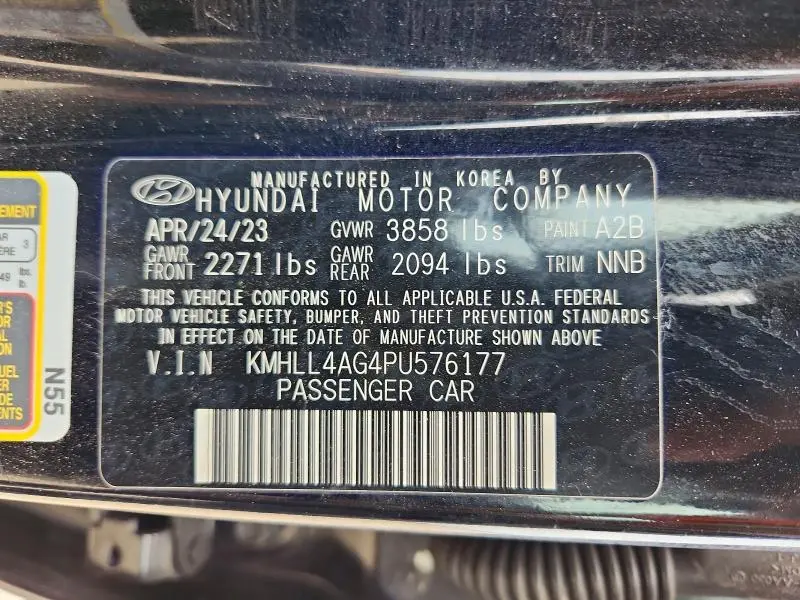 MANUFACTURED IN KOREA BY
HYUNDAI MOTOR COMPANY
APR/24/23 GVWR 3858 lbs PAINT A2B
GAWR FRONT 2271 lbs GAWR REAR 2094 lbs TRIM NNB
THIS VEHICLE CONFORMS TO ALL APPLICABLE U.S.A. FEDERAL
MOTOR VEHICLE SAFETY, BUMPER, AND THEFT PREVENTION STANDARDS
IN EFFECT ON THE DATE OF MANUFACTURE SHOWN ABOVE
V.I.N KMHLL4AG4PU576177
PASSENGER CAR
N55
3
lbs.